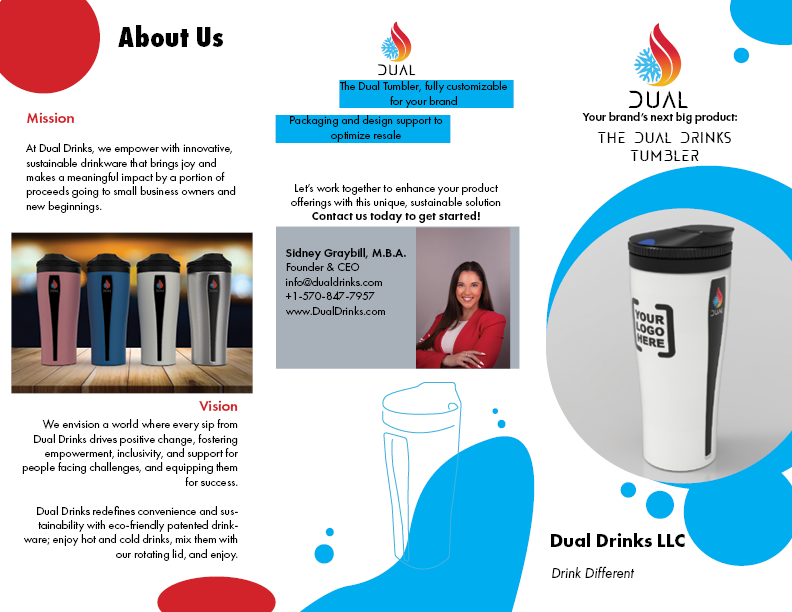 About Us
Mission
At Dual Drinks, we empower with innovative,
sustainable drinkware that brings joy and
makes a meaningful impact by a portion of
proceeds going to small business owners and
new beginnings.
Vision
We envision a world where every sip from
Dual Drinks drives positive change, fostering
empowerment, inclusivity, and support for
people facing challenges, and equipping them
for success.
Dual Drinks redefines convenience and sus-
tainability with eco-friendly patented drink-
ware; enjoy hot and cold drinks, mix them with
our rotating lid, and enjoy.
DUAL
The Dual Tumbler, fully customizable
for your brand
Packaging and design support to
optimize resale
Let's work together to enhance your product
offerings with this unique, sustainable solution
Contact us today to get started!
Sidney Graybill, M.B.A.
Founder & CEO
info@dualdrinks.com
+1-570-847-7957
www.DualDrinks.com
DUAL
Your brand's next big product:
THE DUAL DRINKS
TUMBLER
DUAL
YOUR
LOGO
HERE
Dual Drinks LLC
Drink Different